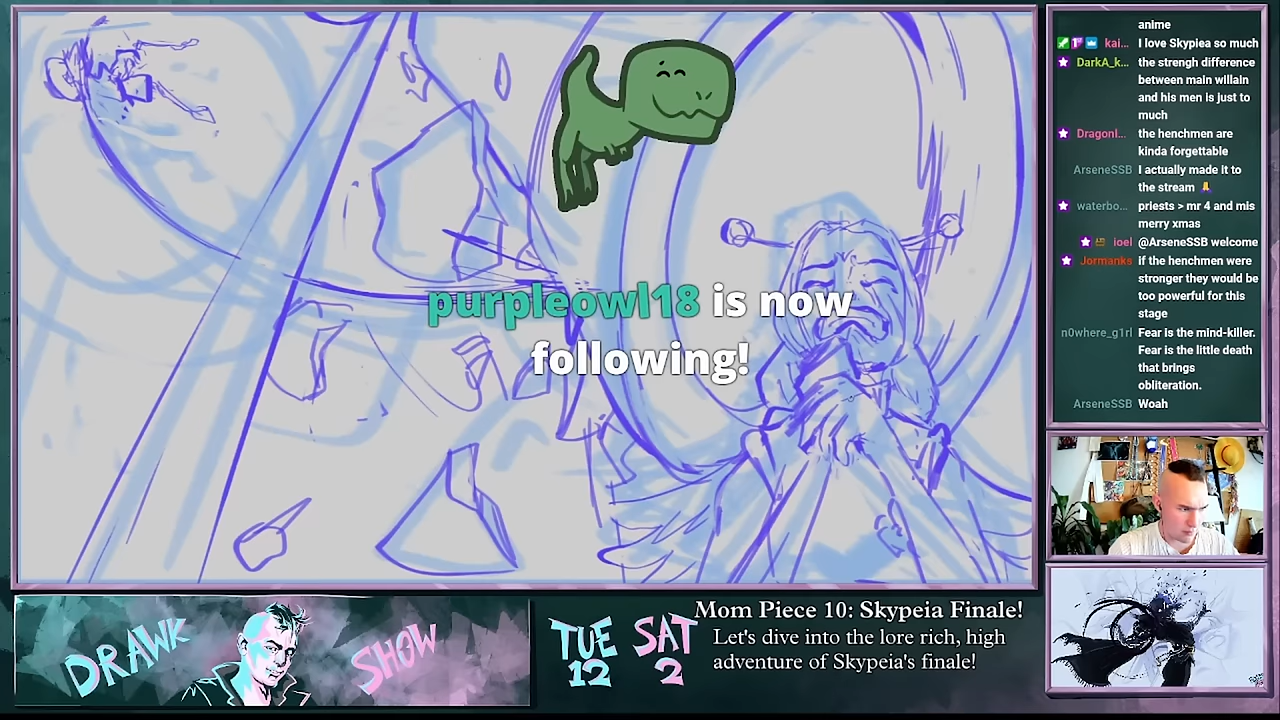 anime
kai... I love Skypiea so much
DarkA_k... the strengh difference
between main willain
and his men is just to
much
Dragonl... the henchmen are
kinda forgettable
ArseneSSB I actually made it to
the stream
waterbo... priests > mr 4 and mis
merry xmas
ioel @ArseneSSB welcome
Jormanks if the henchmen were
stronger they would be
too powerful for this
stage
n0where_g1rl Fear is the mind-killer.
Fear is the little death
that brings
obliteration.
ArseneSSB Woah
purpleowl18 is now
following!
DRAWK
SHOW
TUE SAT
12 2
Mom Piece 10: Skypeia Finale!
Let's dive into the lore rich, high
adventure of Skypeia's finale!